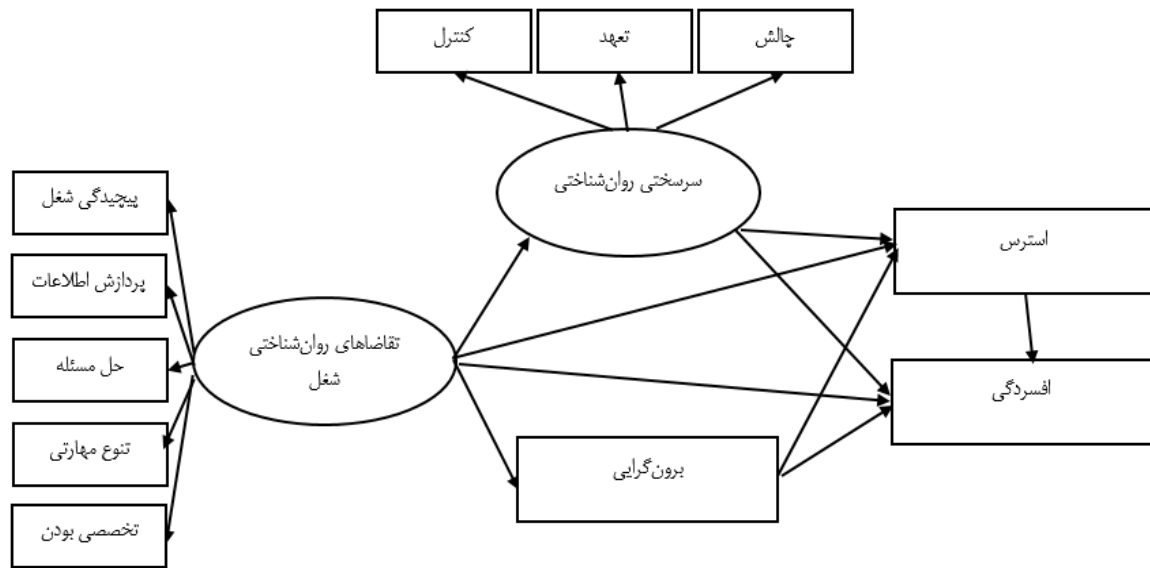 چالش
تعهد
کنترل
سرسختی روان‌شناختی
پیچیدگی شغل
پردازش اطلاعات
حل مسئله
تنوع مهارتی
تخصصی بودن
تقاضاهای روان‌شناختی
شغل
استرس
افسردگی
برون‌گرایی